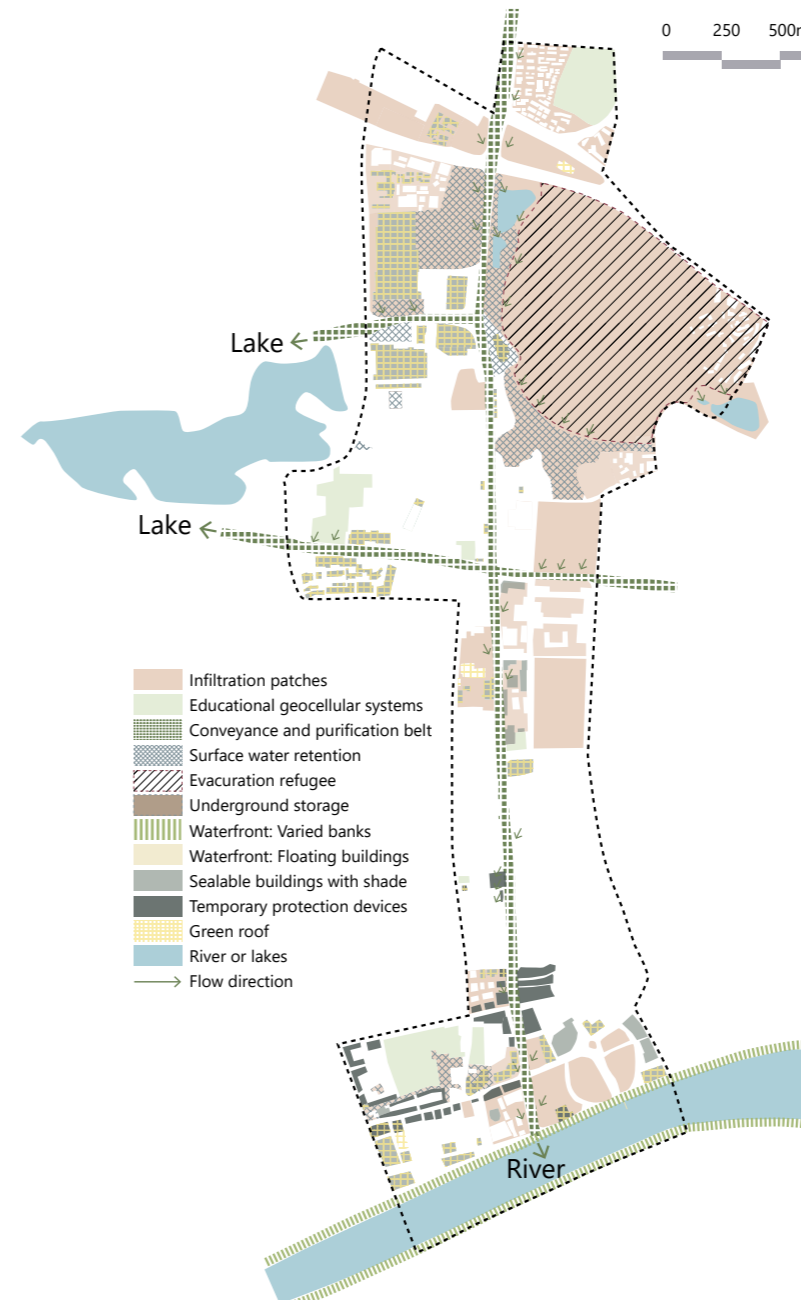 0 250 500m
Lake
Lake
Infiltration patches
Educational geocellular systems
Conveyance and purification belt
Surface water retention
Evacuration refugee
Underground storage
Waterfront: Varied banks
Waterfront: Floating buildings
Sealable buildings with shade
Temporary protection devices
Green roof
River or lakes
Flow direction
River